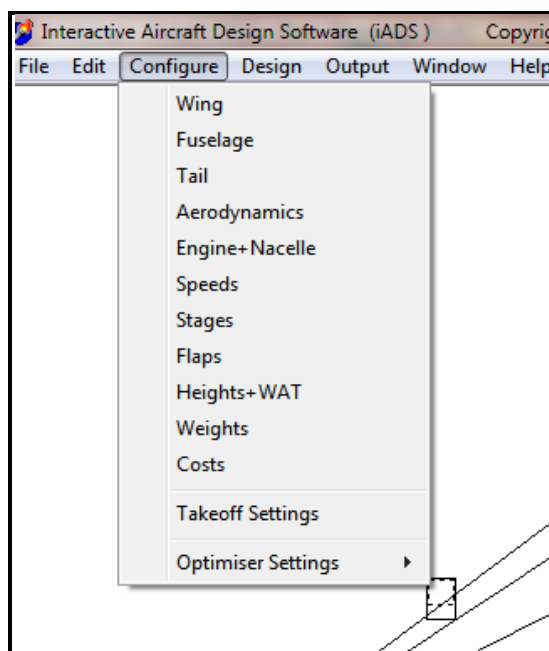 Interactive Aircraft Design Software (iADS )
File Edit Configure Design Output Window Help
Wing
Fuselage
Tail
Aerodynamics
Engine+Nacelle
Speeds
Stages
Flaps
Heights+WAT
Weights
Costs
Takeoff Settings
Optimiser Settings